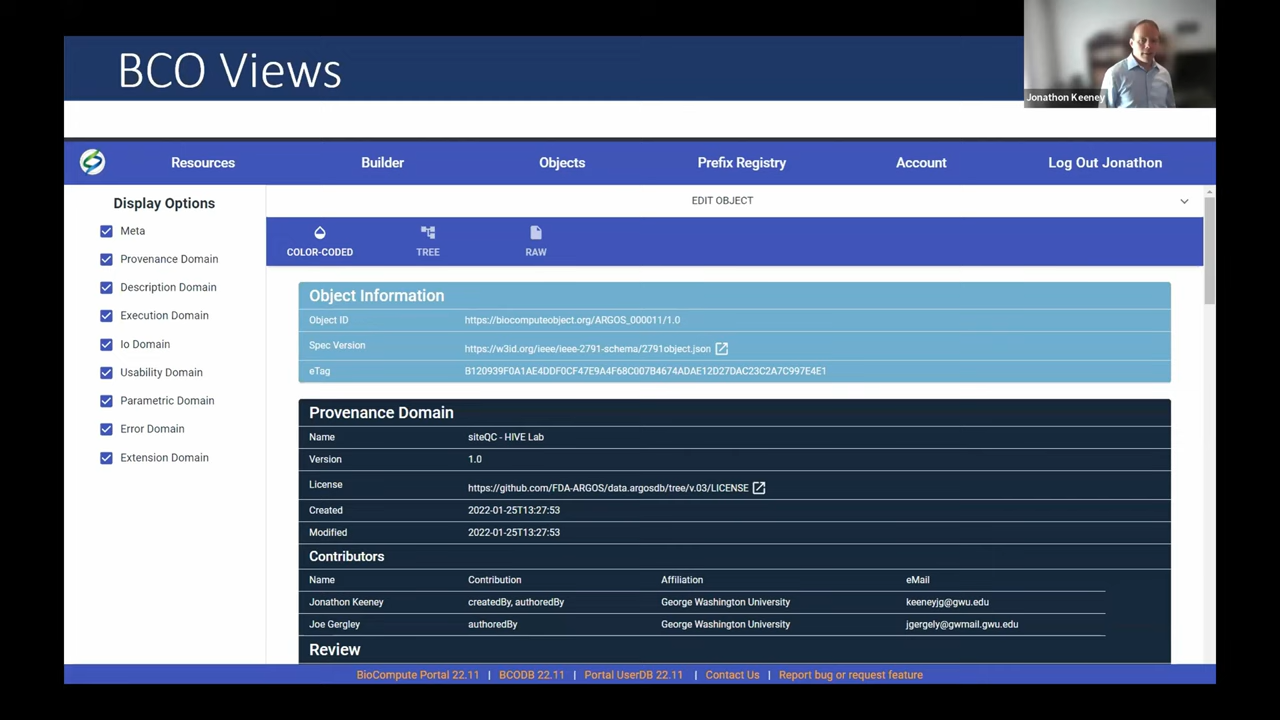 BCO Views
Jonathon Keeney
Resources Builder Objects Prefix Registry Account Log Out Jonathon
Display Options
Meta
Provenance Domain
Description Domain
Execution Domain
Io Domain
Usability Domain
Parametric Domain
Error Domain
Extension Domain
EDIT OBJECT
COLOR-CODED TREE RAW
Object Information
Object ID https://biocomputeobject.org/ARGOS_000011/1.0
Spec Version https://w3id.org/ieee/ieee-2791-schema/2791object.json
eTag B120939F0A1AE4DDF0CF47E9A4F68C007B4674ADAE12D27DAC23C2A7C997E4E1
Provenance Domain
Name siteQC - HIVE Lab
Version 1.0
License https://github.com/FDA-ARGOS/data.argosdb/tree/v.03/LICENSE
Created 2022-01-25T13:27:53
Modified 2022-01-25T13:27:53
Contributors
Name Contribution Affiliation eMail
Jonathon Keeney createdBy, authoredBy George Washington University keeneyjg@gwu.edu
Joe Gergley authoredBy George Washington University jgergely@gwmail.gwu.edu
Review
BioCompute Portal 22.11 | BCODB 22.11 | Portal UserDB 22.11 | Contact Us | Report bug or request feature